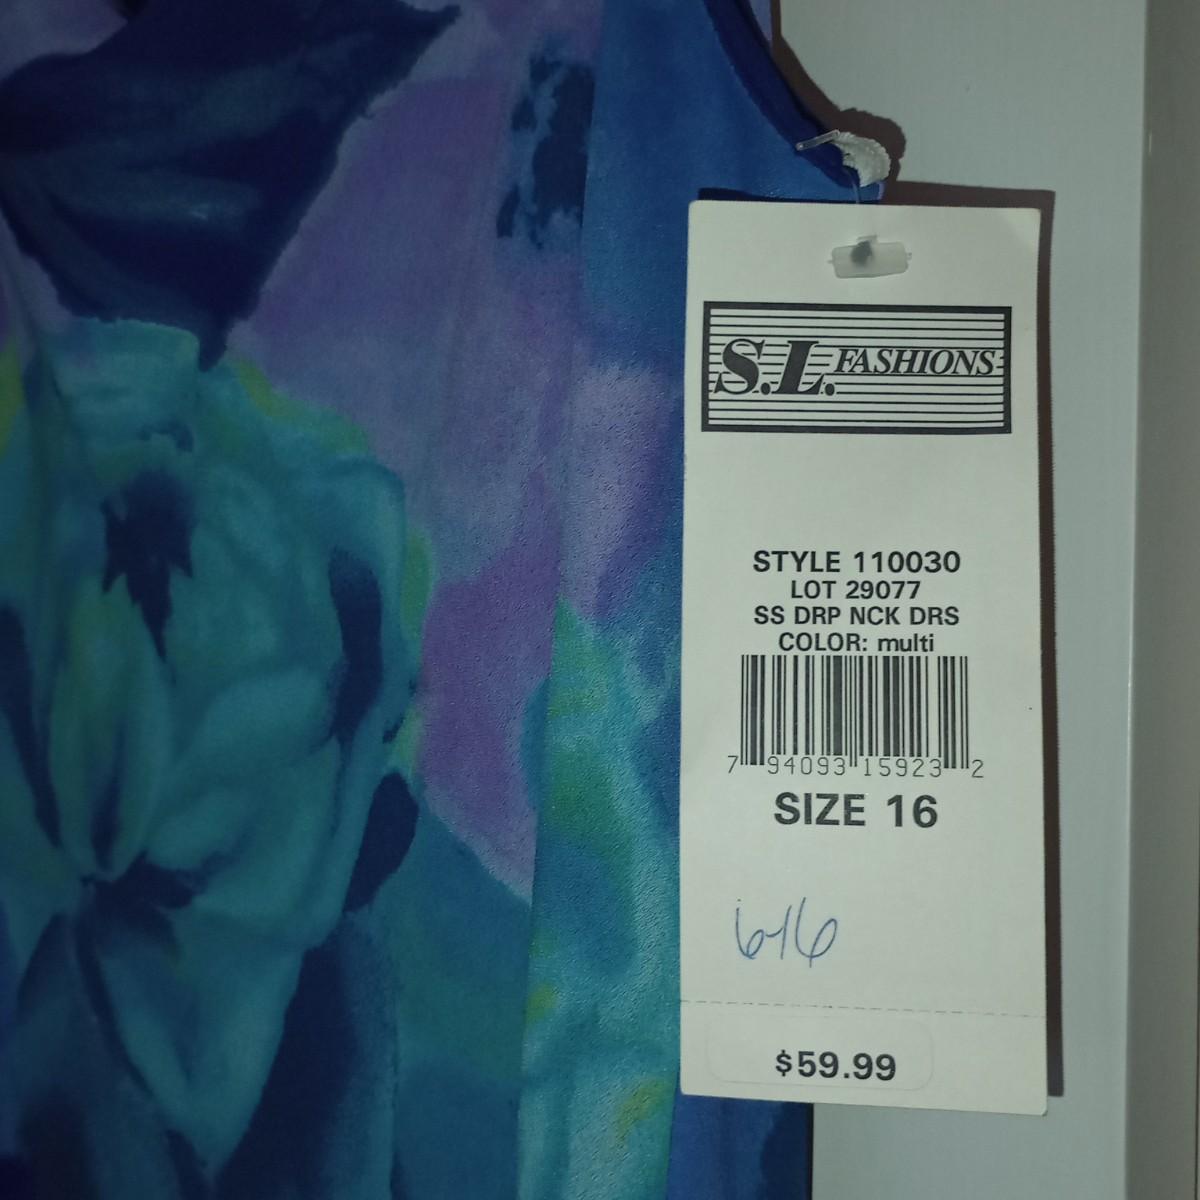 S.L. FASHIONS
STYLE 110030
LOT 29077
SS DRP NCK DRS
COLOR: multi
7 94093 15923 2
SIZE 16
$59.99